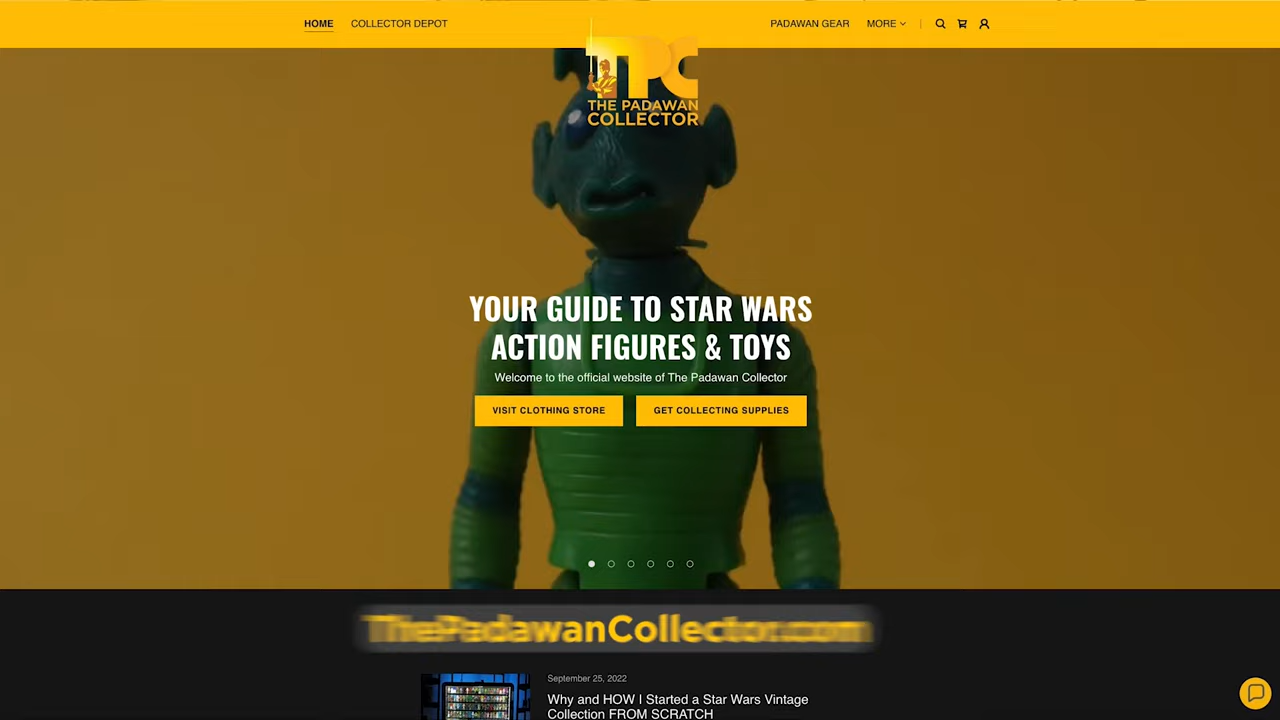 HOME
COLLECTOR DEPOT
PADAWAN GEAR
MORE
TPC
THE PADAWAN
COLLECTOR
YOUR GUIDE TO STAR WARS
ACTION FIGURES & TOYS
Welcome to the official website of The Padawan Collector
VISIT CLOTHING STORE
GET COLLECTING SUPPLIES
ThePadawanCollector.com
September 25, 2022
Why and HOW I Started a Star Wars Vintage
Collection FROM SCRATCH